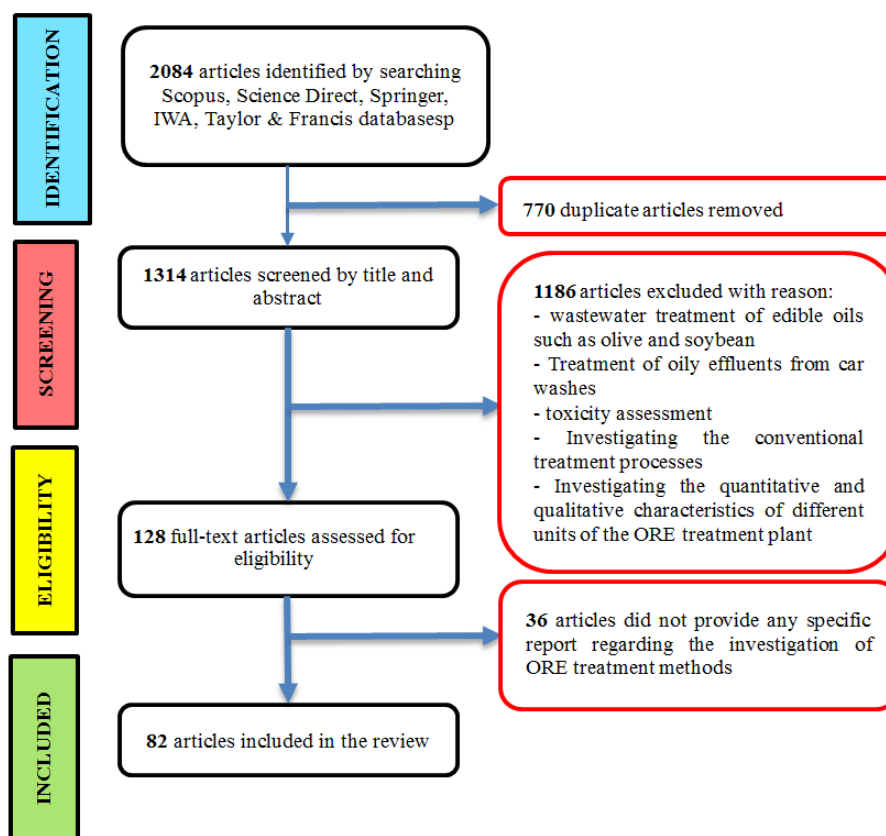 IDENTIFICATION
2084 articles identified by searching
Scopus, Science Direct, Springer,
IWA, Taylor & Francis databasesp
770 duplicate articles removed
SCREENING
1314 articles screened by title and
abstract
1186 articles excluded with reason:
- wastewater treatment of edible oils
such as olive and soybean
- Treatment of oily effluents from car
washes
- toxicity assessment
- Investigating the conventional
treatment processes
- Investigating the quantitative and
qualitative characteristics of different
units of the ORE treatment plant
ELIGIBILITY
128 full-text articles assessed for
eligibility
36 articles did not provide any specific
report regarding the investigation of
ORE treatment methods
INCLUDED
82 articles included in the review